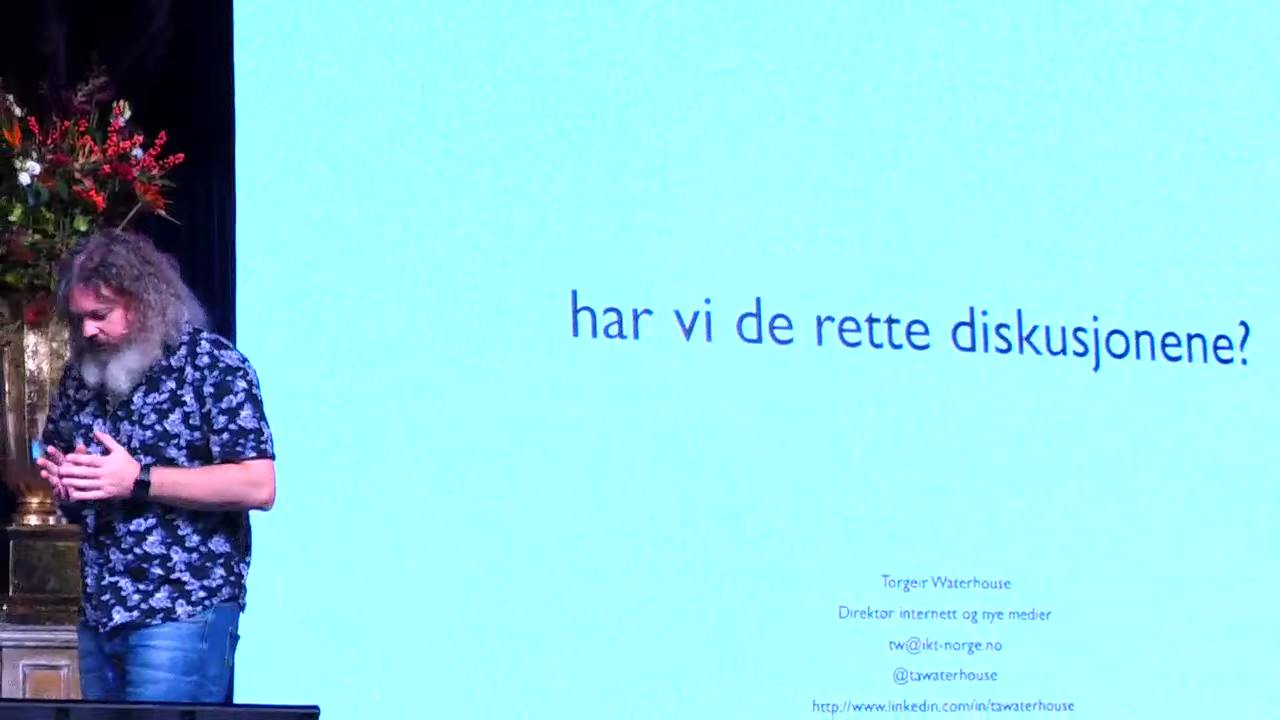 har vi de rette diskusjonene?
Torgeir Waterhouse
Direktør internett og nye medier
tw@ikt-norge.no
@tawaterhouse
http://www.linkedin.com/in/tawaterhouse